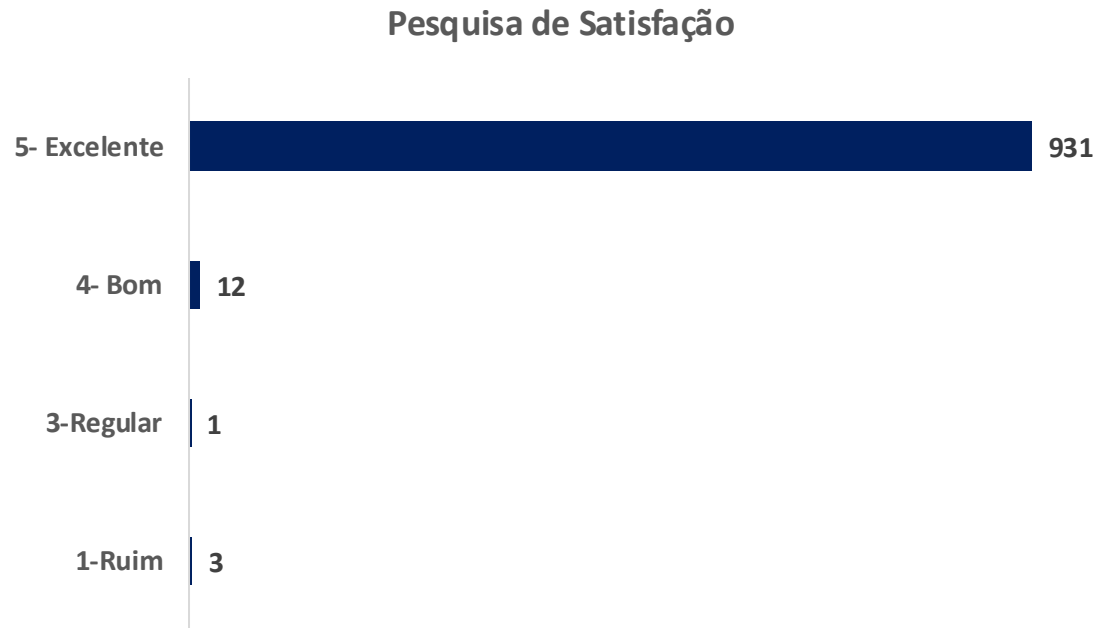 Pesquisa de Satisfação
5- Excelente 931
4- Bom 12
3-Regular 1
1-Ruim 3